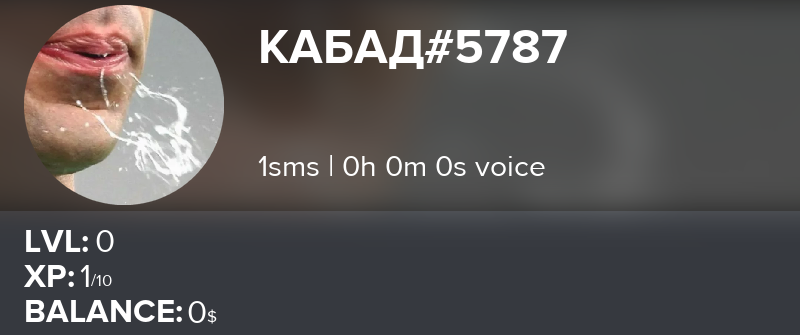 КАБАД#5787
1sms | 0h 0m 0s voice
LVL: 0
XP: 1/10
BALANCE: 0$